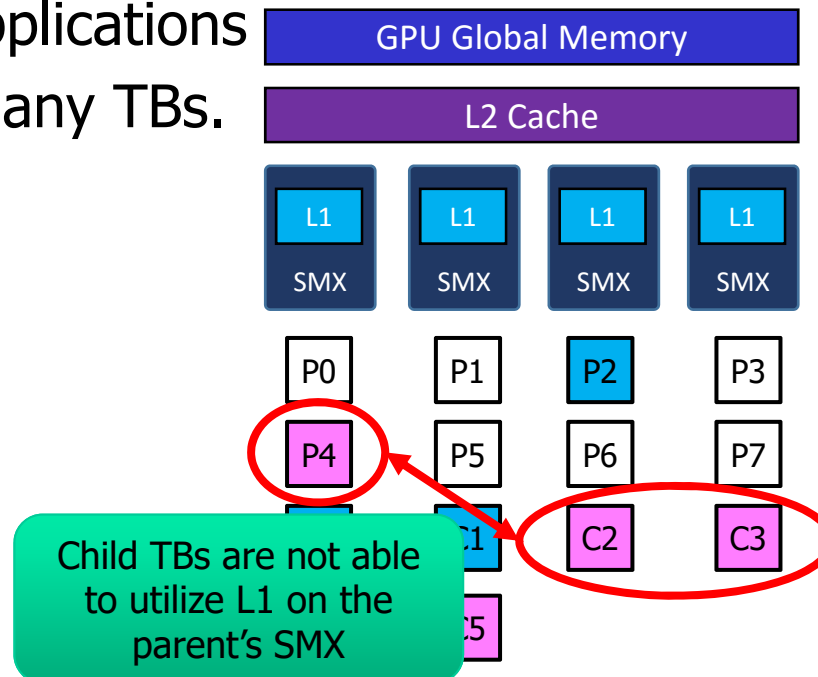 pplications
any TBs.
GPU Global Memory
L2 Cache
L1 L1 L1 L1
SMX SMX SMX SMX
P0 P1 P2 P3
P4 P5 P6 P7
C1 C2 C3
C5
Child TBs are not able
to utilize L1 on the
parent's SMX